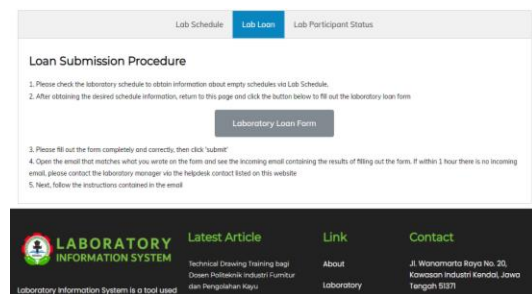 Lab Schedule
Lab Loan
Lab Participant Status
Loan Submission Procedure
1. Please check the laboratory schedule to obtain information about empty schedules via Lab Schedule.
2. After obtaining the desired schedule information, return to this page and click the button below to fill out the laboratory loan form
Laboratory Loan Form
3. Please fill out the form completely and correctly, then click 'submit'
4. Open the email that matches what you wrote on the form and see the incoming email containing the results of filling out the form. If within 1 hour there is no incoming
email, please contact the laboratory manager via the helpdesk contact listed on this website
5. Next, follow the instructions contained in the email
LABORATORY
INFORMATION SYSTEM
Laboratory Information System is a tool used
Latest Article
Technical Drawing Training bagi
Dosen Politeknik Industri Furnitur
dan Pengolahan Kayu
Link
About
Laboratory
Contact
Jl. Wanamarta Raya No. 20,
Kawasan Industri Kendal, Jawa
Tengah 51371